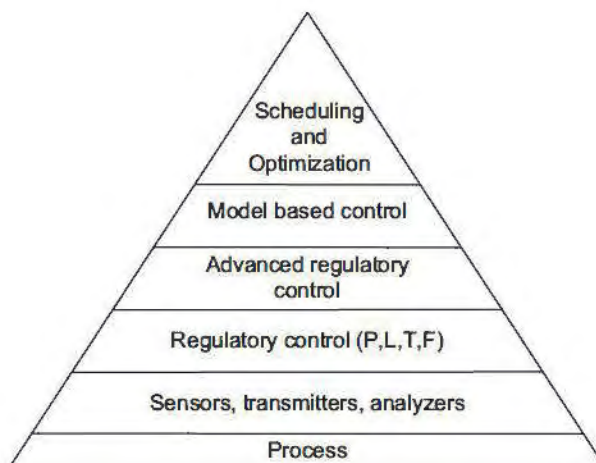 Scheduling
and
Optimization
Model based control
Advanced regulatory
control
Regulatory control (P,L,T,F)
Sensors, transmitters, analyzers
Process